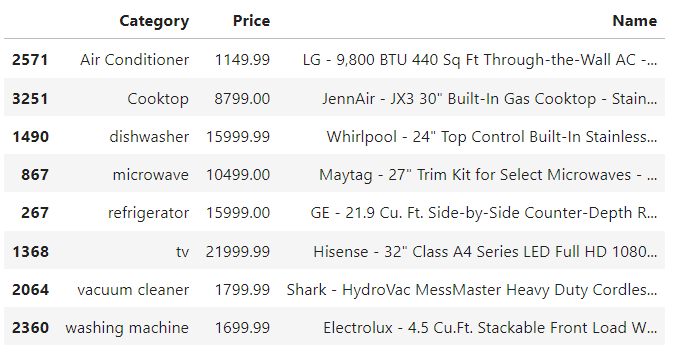 Category Price Name
2571 Air Conditioner 1149.99 LG - 9,800 BTU 440 Sq Ft Through-the-Wall AC -...
3251 Cooktop 8799.00 JennAir - JX3 30" Built-In Gas Cooktop - Stain...
1490 dishwasher 15999.99 Whirlpool - 24" Top Control Built-In Stainless...
867 microwave 10499.00 Maytag - 27" Trim Kit for Select Microwaves - ...
267 refrigerator 15999.00 GE - 21.9 Cu. Ft. Side-by-Side Counter-Depth R...
1368 tv 21999.99 Hisense - 32" Class A4 Series LED Full HD 1080...
2064 vacuum cleaner 1799.99 Shark - HydroVac MessMaster Heavy Duty Cordles...
2360 washing machine 1699.99 Electrolux - 4.5 Cu.Ft. Stackable Front Load W...